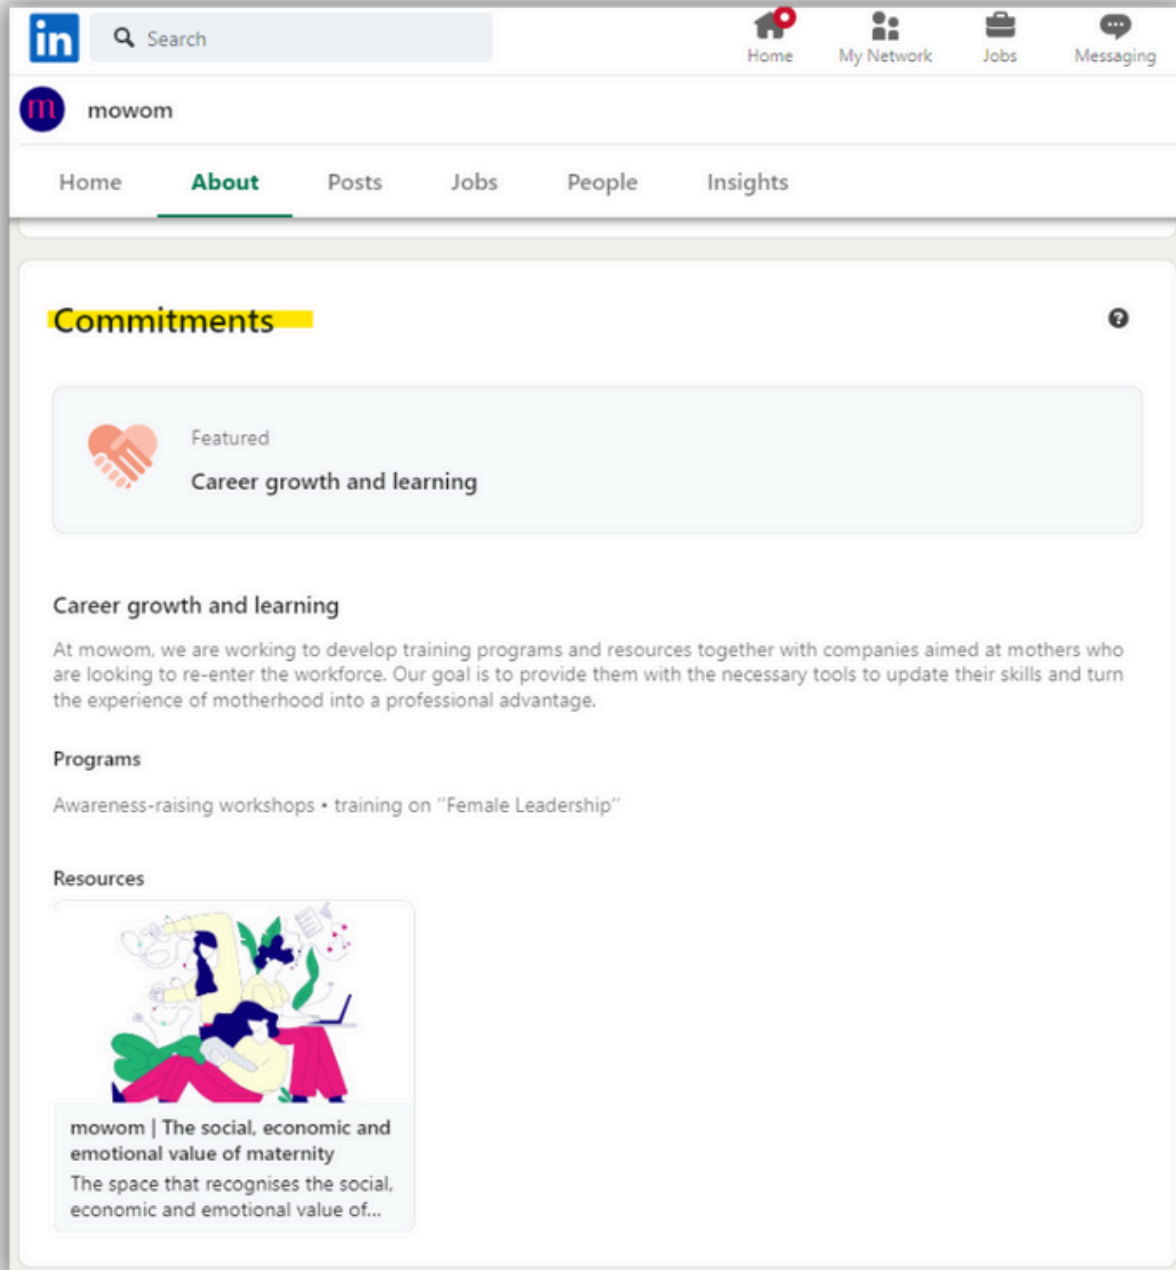 in
Search
Home
My Network
Jobs
Messaging
m
mowom
Home
About
Posts
Jobs
People
Insights
Commitments
?
Featured
Career growth and learning
Career growth and learning
At mowom, we are working to develop training programs and resources together with companies aimed at mothers who
are looking to re-enter the workforce. Our goal is to provide them with the necessary tools to update their skills and turn
the experience of motherhood into a professional advantage.
Programs
Awareness-raising workshops • training on ‘‘Female Leadership’’
Resources
mowom | The social, economic and
emotional value of maternity
The space that recognises the social,
economic and emotional value of...